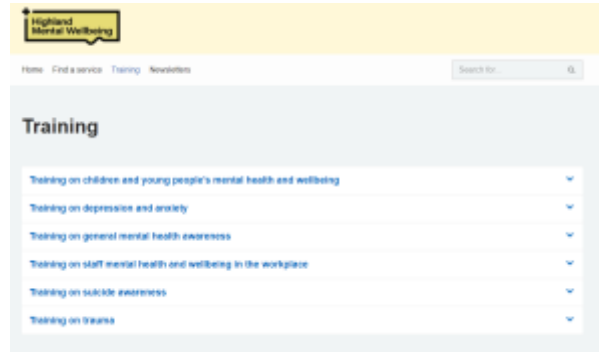 Highland
Mental Wellbeing
Home Find a service Training Newsletters Search for...
Training
Training on children and young people's mental health and wellbeing
Training on depression and anxiety
Training on general mental health awareness
Training on staff mental health and wellbeing in the workplace
Training on suicide awareness
Training on trauma